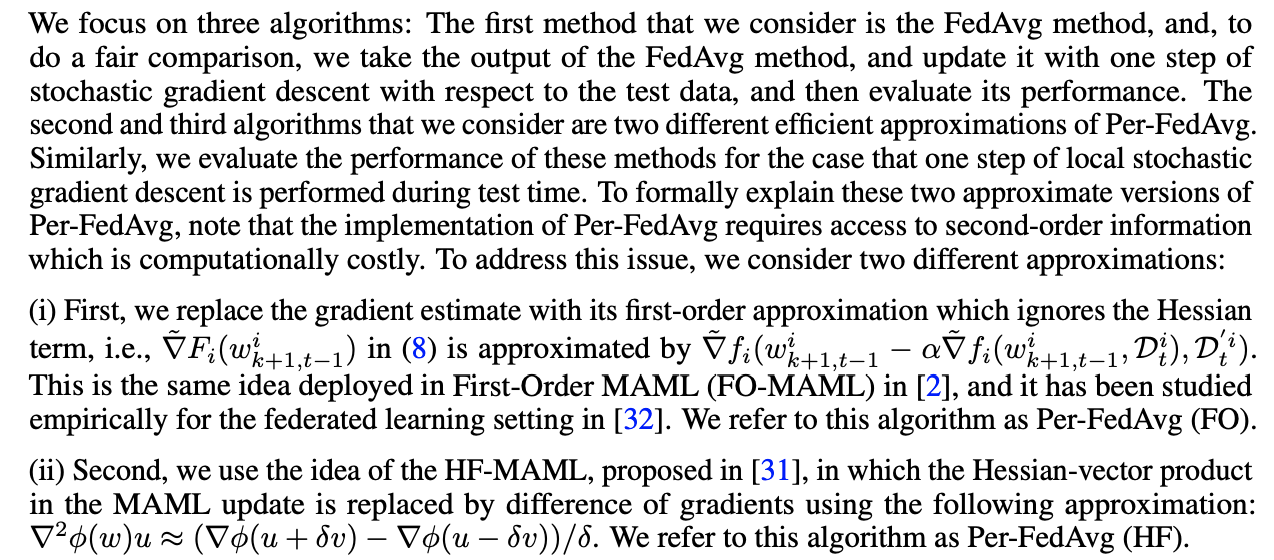 We focus on three algorithms: The first method that we consider is the FedAvg method, and, to
do a fair comparison, we take the output of the FedAvg method, and update it with one step of
stochastic gradient descent with respect to the test data, and then evaluate its performance. The
second and third algorithms that we consider are two different efficient approximations of Per-FedAvg.
Similarly, we evaluate the performance of these methods for the case that one step of local stochastic
gradient descent is performed during test time. To formally explain these two approximate versions of
Per-FedAvg, note that the implementation of Per-FedAvg requires access to second-order information
which is computationally costly. To address this issue, we consider two different approximations:
(i) First, we replace the gradient estimate with its first-order approximation which ignores the Hessian
term, i.e., $\tilde{\nabla} F_i(w^i_{k+1,t-1})$ in (8) is approximated by $\tilde{\nabla} f_i(w^i_{k+1,t-1} - \alpha \tilde{\nabla} f_i(w^i_{k+1,t-1}, \mathcal{D}^i_t), \mathcal{D}'^i_t)$.
This is the same idea deployed in First-Order MAML (FO-MAML) in [2], and it has been studied
empirically for the federated learning setting in [32]. We refer to this algorithm as Per-FedAvg (FO).
(ii) Second, we use the idea of the HF-MAML, proposed in [31], in which the Hessian-vector product
in the MAML update is replaced by difference of gradients using the following approximation:
$\nabla^2 \phi(w)u \approx (\nabla \phi(u + \delta v) - \nabla \phi(u - \delta v))/\delta$. We refer to this algorithm as Per-FedAvg (HF).